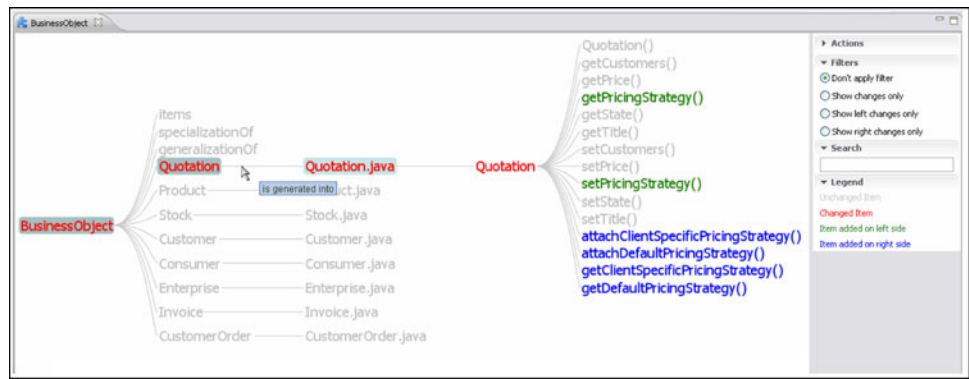 BusinessObject
items
specializationOf
generalizationOf
Quotation
Product
Stock
Customer
Consumer
Enterprise
Invoice
CustomerOrder
BusinessObject
is generated into
Quotation.java
ct.java
Stock.java
Customer.java
Consumer.java
Enterprise.java
Invoice.java
CustomerOrder.java
Quotation
Quotation()
getCustomers()
getPrice()
getPricingStrategy()
getState()
getTitle()
setCustomers()
setPrice()
setPricingStrategy()
setState()
setTitle()
attachClientSpecificPricingStrategy()
attachDefaultPricingStrategy()
getClientSpecificPricingStrategy()
getDefaultPricingStrategy()
Actions
Filters
Don't apply filter
Show changes only
Show left changes only
Show right changes only
Search
Legend
Unchanged Item
Changed Item
Item added on left side
Item added on right side